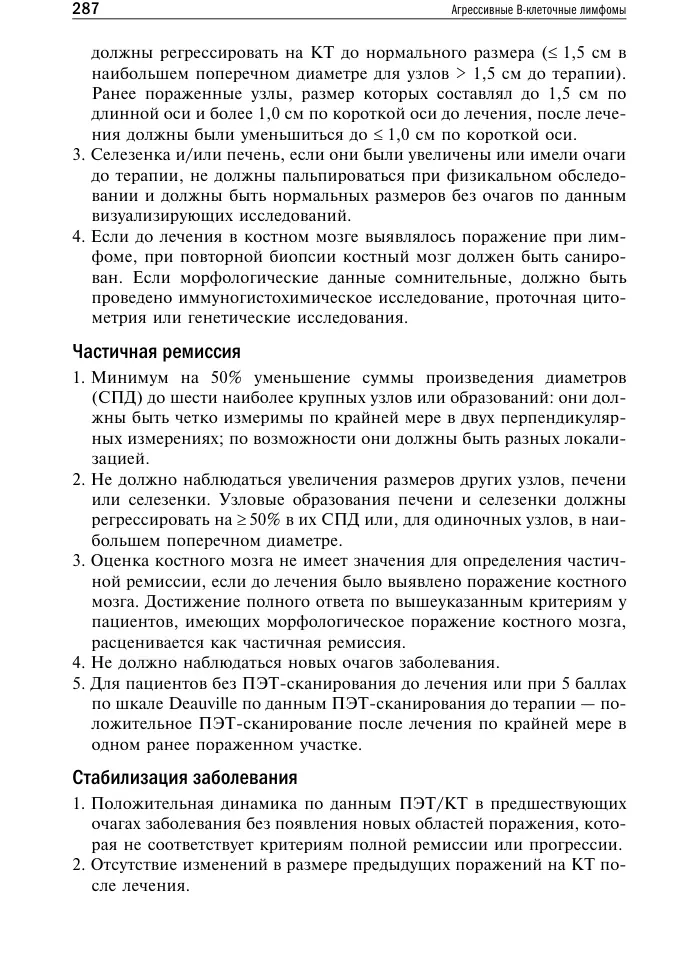 287
Агрессивные В-клеточные лимфомы
должны регрессировать на КТ до нормального размера (≤ 1,5 см в
наибольшем поперечном диаметре для узлов > 1,5 см до терапии).
Ранее пораженные узлы, размер которых составлял до 1,5 см по
длинной оси и более 1,0 см по короткой оси до лечения, после лече-
ния должны были уменьшиться до ≤ 1,0 см по короткой оси.
3. Селезенка и/или печень, если они были увеличены или имели очаги
до терапии, не должны пальпироваться при физикальном обследо-
вании и должны быть нормальных размеров без очагов по данным
визуализирующих исследований.
4. Если до лечения в костном мозге выявлялось поражение при лим-
фоме, при повторной биопсии костный мозг должен быть саниро-
ван. Если морфологические данные сомнительные, должно быть
проведено иммуногистохимическое исследование, проточная цито-
метрия или генетические исследования.
Частичная ремиссия
1. Минимум на 50% уменьшение суммы произведения диаметров
(СПД) до шести наиболее крупных узлов или образований: они дол-
жны быть четко измеримы по крайней мере в двух перпендикуляр-
ных измерениях; по возможности они должны быть разных локали-
зацией.
2. Не должно наблюдаться увеличения размеров других узлов, печени
или селезенки. Узловые образования печени и селезенки должны
регрессировать на ≥ 50% в их СПД или, для одиночных узлов, в наи-
большем поперечном диаметре.
3. Оценка костного мозга не имеет значения для определения частич-
ной ремиссии, если до лечения было выявлено поражение костного
мозга. Достижение полного ответа по вышеуказанным критериям у
пациентов, имеющих морфологическое поражение костного мозга,
расценивается как частичная ремиссия.
4. Не должно наблюдаться новых очагов заболевания.
5. Для пациентов без ПЭТ-сканирования до лечения или при 5 баллах
по шкале Deauville по данным ПЭТ-сканирования до терапии — по-
ложительное ПЭТ-сканирование после лечения по крайней мере в
одном ранее пораженном участке.
Стабилизация заболевания
1. Положительная динамика по данным ПЭТ/КТ в предшествующих
очагах заболевания без появления новых областей поражения, кото-
рая не соответствует критериям полной ремиссии или прогрессии.
2. Отсутствие изменений в размере предыдущих поражений на КТ по-
сле лечения.